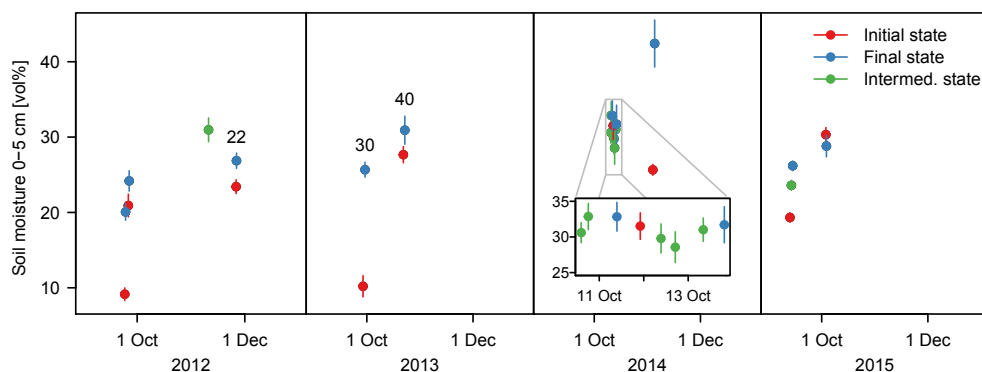 Soil moisture 0−5 cm [vol%]
40
30
20
10
22
30
40
Initial state
Final state
Intermed. state
35
30
25
11 Oct
13 Oct
1 Oct
1 Dec
1 Oct
1 Dec
1 Oct
1 Dec
1 Oct
1 Dec
2012
2013
2014
2015